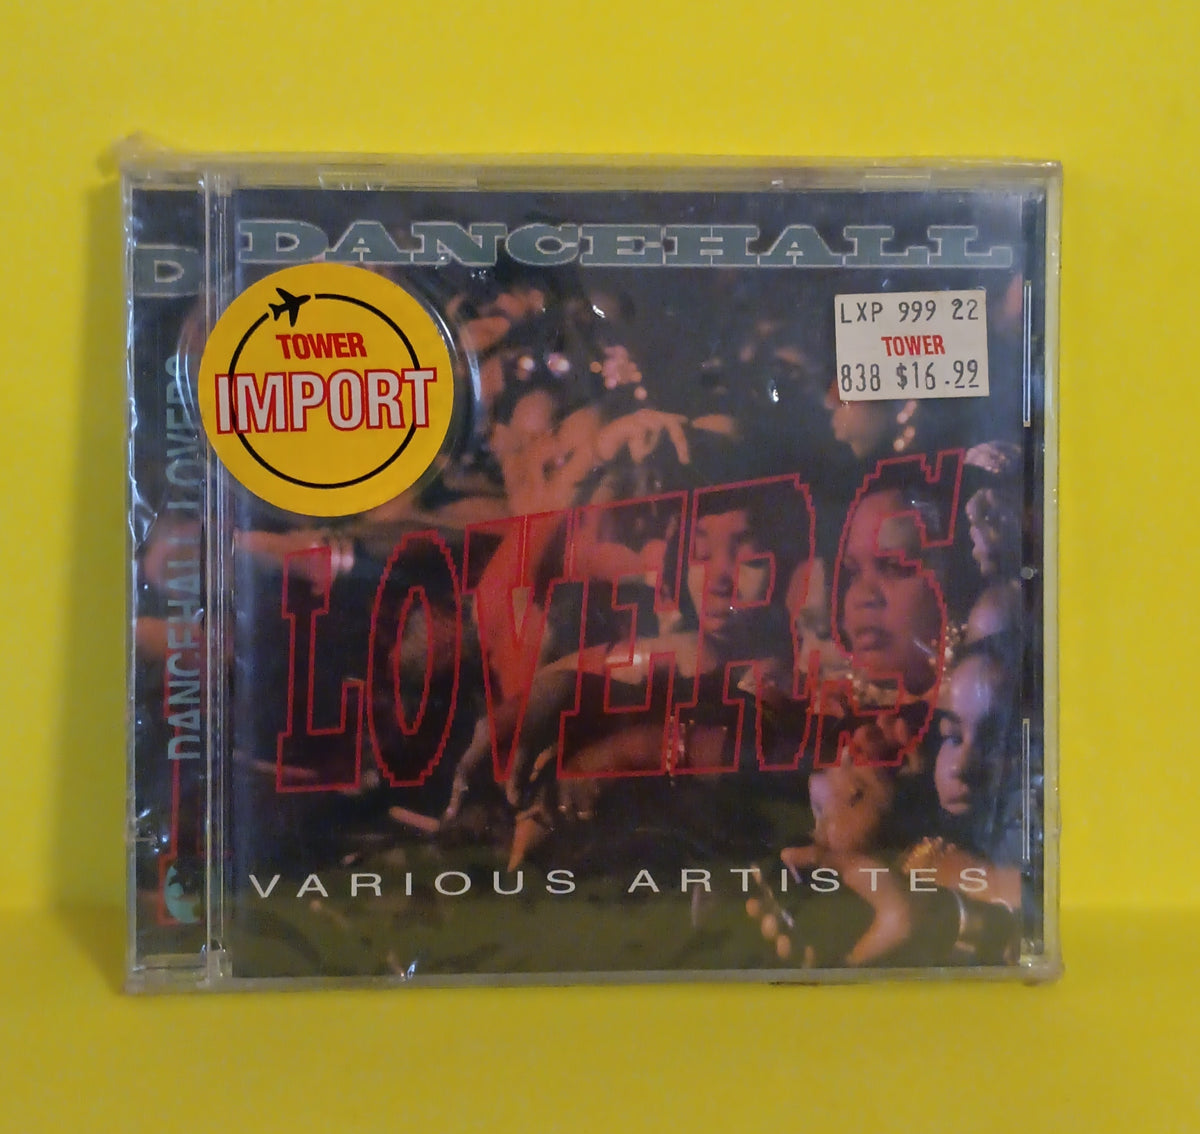 DANCEHALL
TOWER
IMPORT
LXP 999 22
TOWER
838 $16.99
LOVERS
VARIOUS ARTISTES
D
DANCEHALL LOVERS